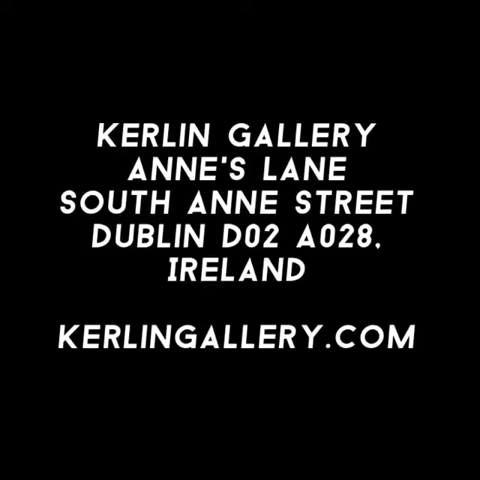 KERLIN GALLERY
ANNE'S LANE
SOUTH ANNE STREET
DUBLIN D02 A028,
IRELAND
KERLINGALLERY.COM